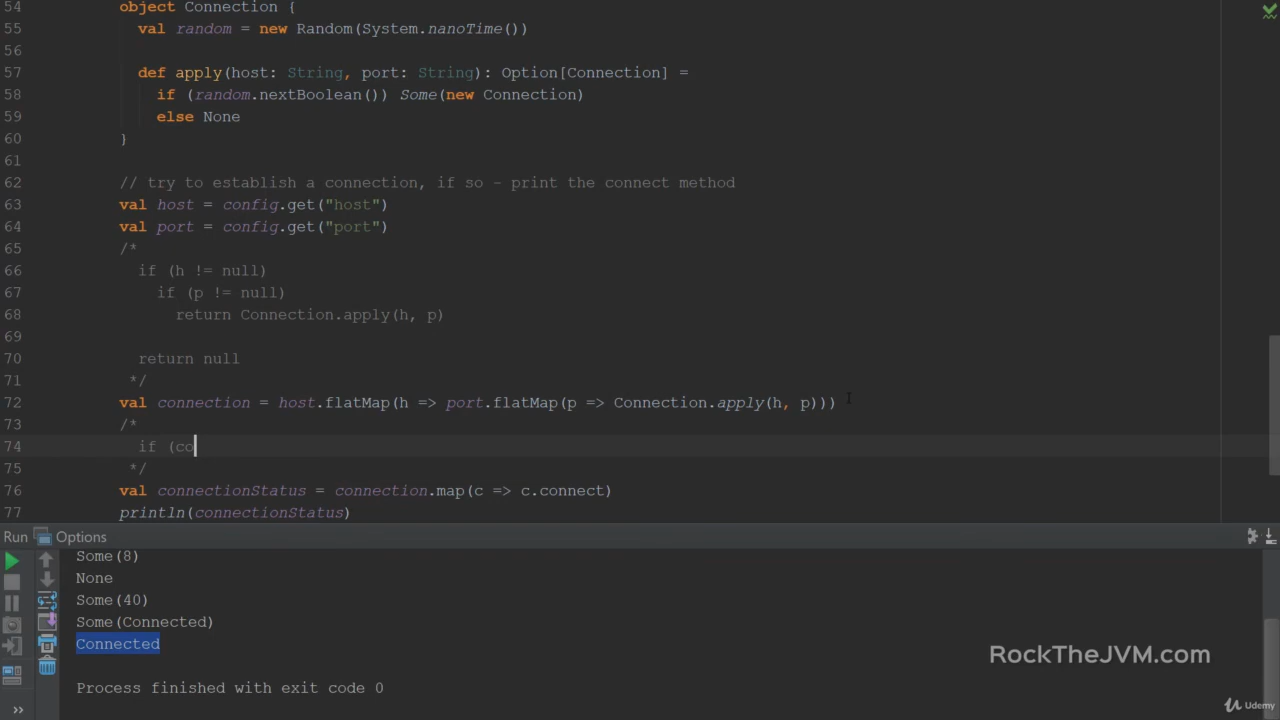 54 object Connection {
55 val random = new Random(System.nanoTime())
56
57 def apply(host: String, port: String): Option[Connection] =
58 if (random.nextBoolean()) Some(new Connection)
59 else None
60 }
61
62 // try to establish a connection, if so - print the connect method
63 val host = config.get("host")
64 val port = config.get("port")
65 /*
66 if (h != null)
67 if (p != null)
68 return Connection.apply(h, p)
69
70 return null
71 */
72 val connection = host.flatMap(h => port.flatMap(p => Connection.apply(h, p)))
73 /*
74 if (co
75 */
76 val connectionStatus = connection.map(c => c.connect)
77 println(connectionStatus)
Run Options
Some(8)
None
Some(40)
Some(Connected)
Connected
Process finished with exit code 0
RockTheJVM.com
Udemy